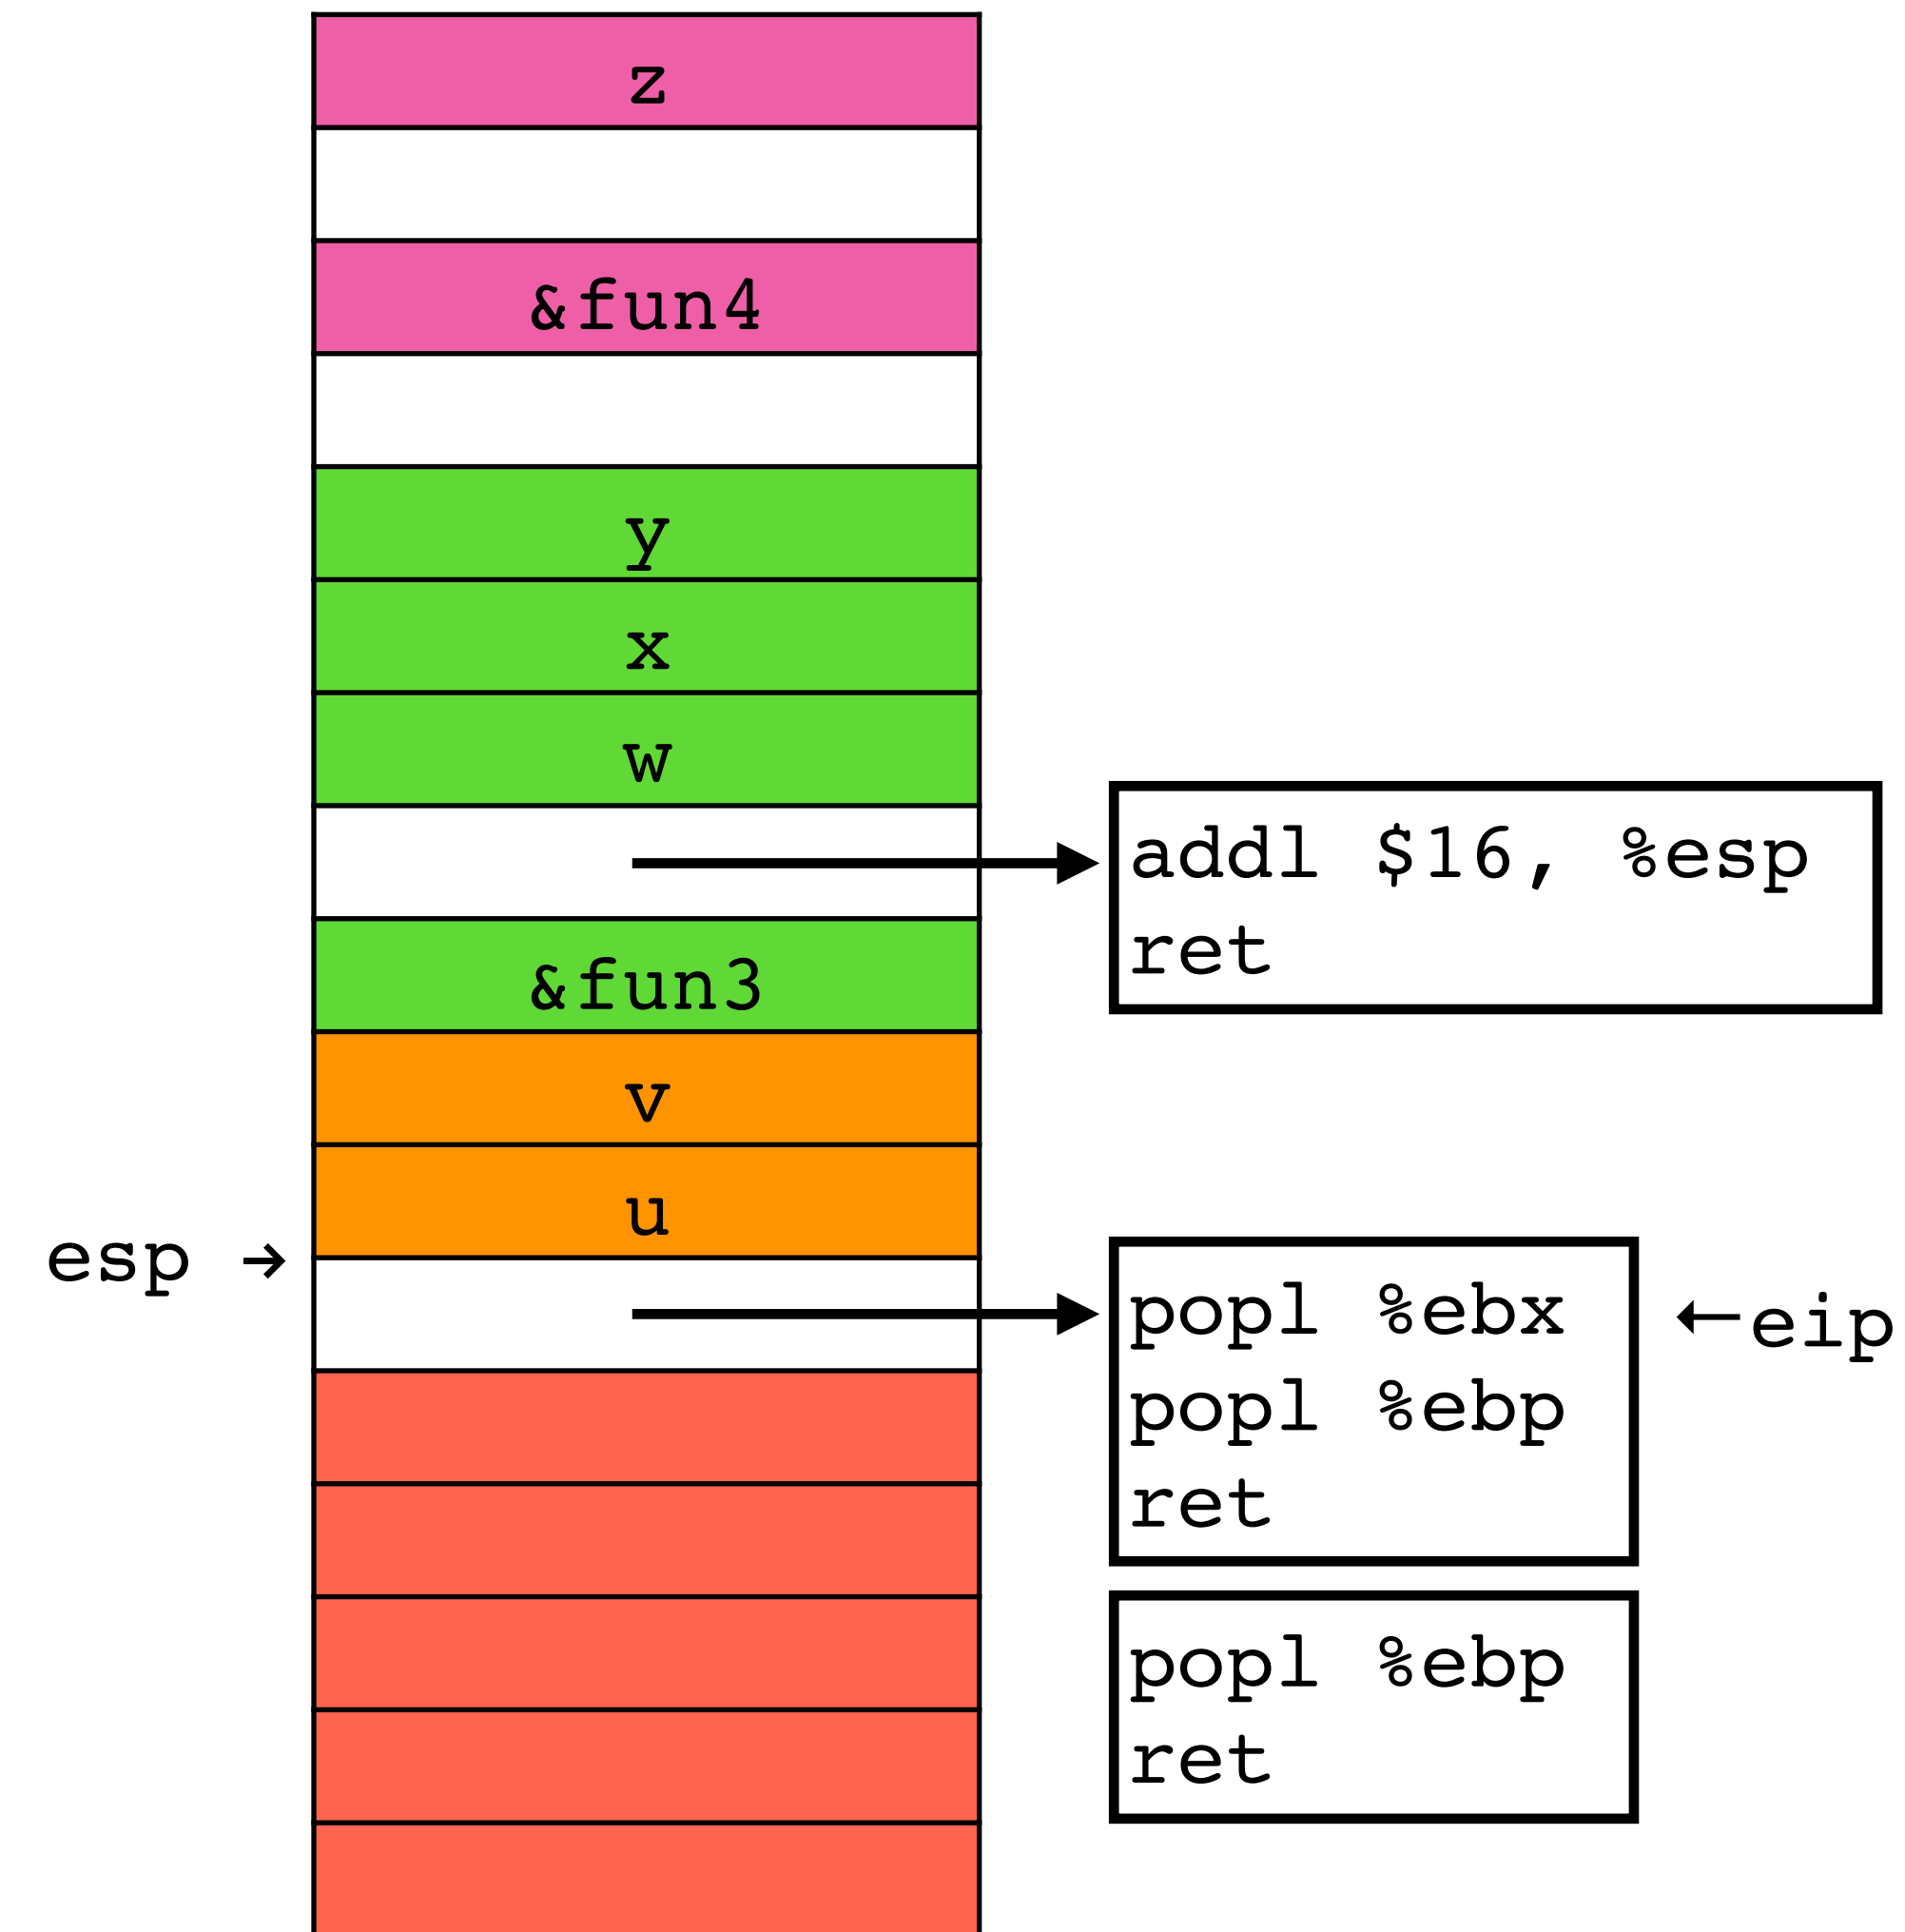 z
&fun4
y
x
w
addl $16, %esp
ret
&fun3
v
u
esp →
popl %ebx
←eip
popl %ebp
ret
popl %ebp
ret